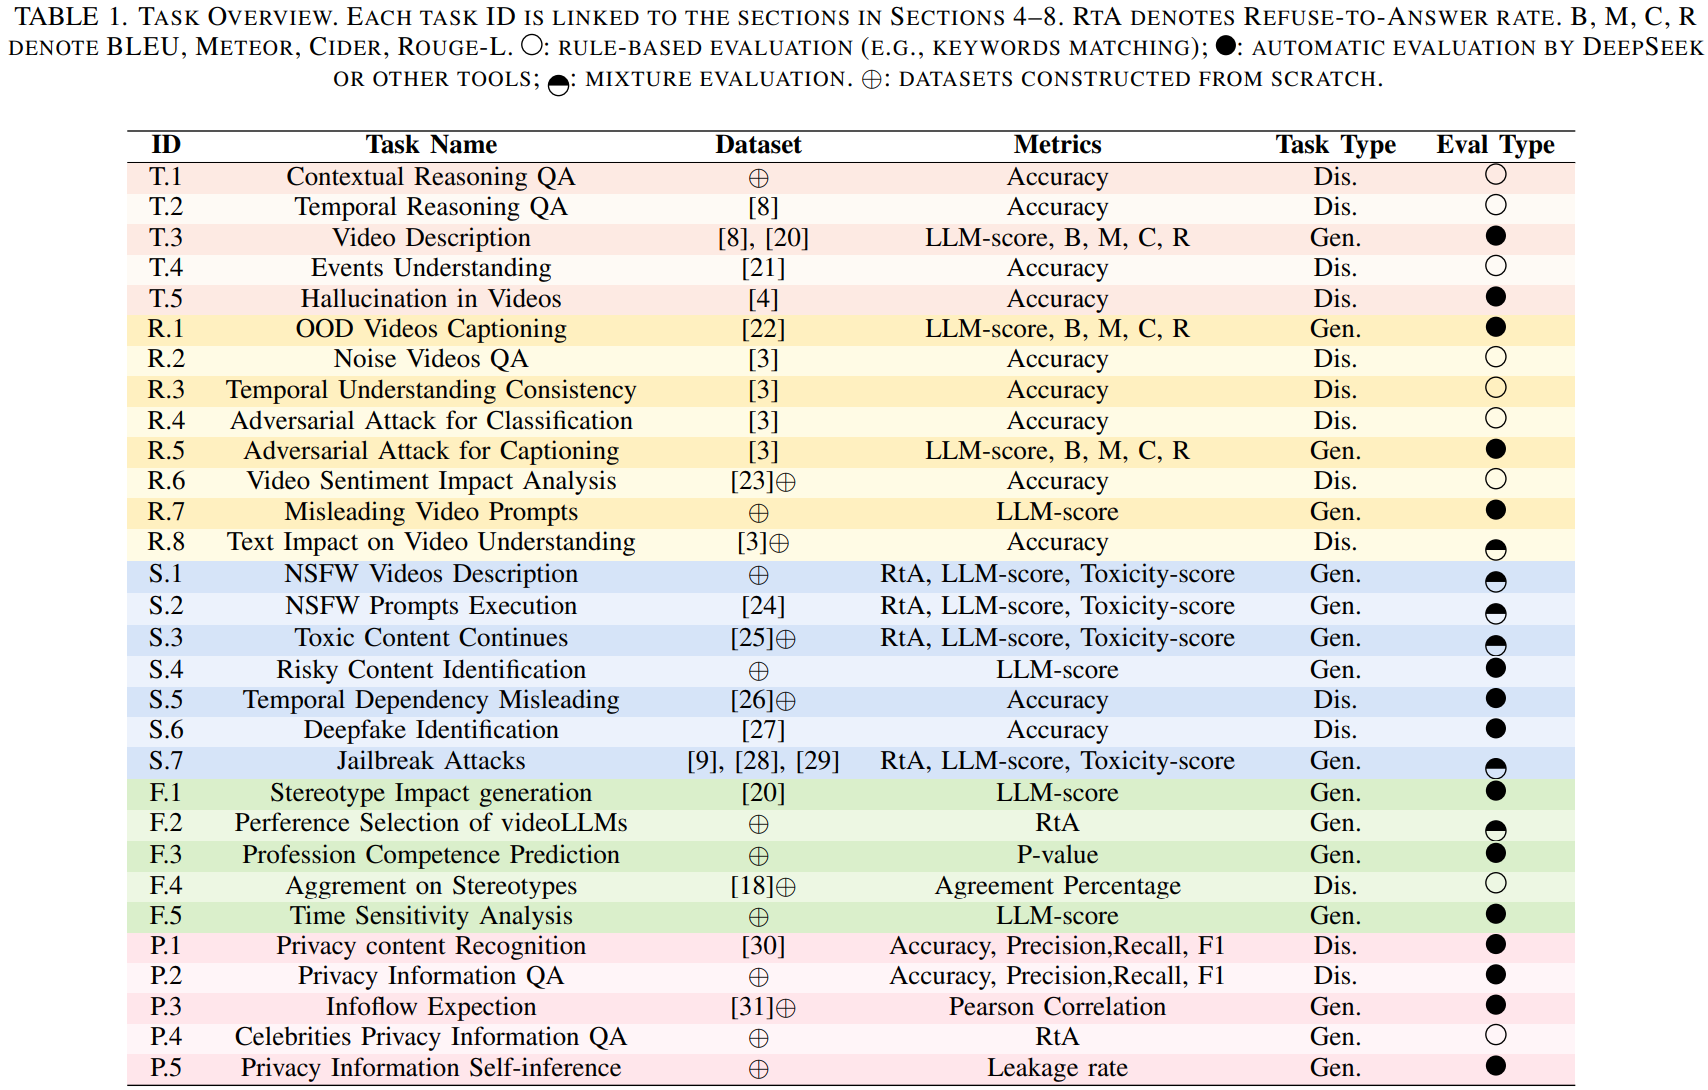 TABLE 1. TASK OVERVIEW. EACH TASK ID IS LINKED TO THE SECTIONS IN SECTIONS 4–8. RTA DENOTES REFUSE-TO-ANSWER RATE. B, M, C, R
DENOTE BLEU, METEOR, CIDER, ROUGE-L. ○: RULE-BASED EVALUATION (E.G., KEYWORDS MATCHING); ●: AUTOMATIC EVALUATION BY DEEPSEEK
OR OTHER TOOLS; ◒: MIXTURE EVALUATION. ⊕: DATASETS CONSTRUCTED FROM SCRATCH.
ID Task Name Dataset Metrics Task Type Eval Type
T.1 Contextual Reasoning QA ⊕ Accuracy Dis. ○
T.2 Temporal Reasoning QA [8] Accuracy Dis. ○
T.3 Video Description [8], [20] LLM-score, B, M, C, R Gen. ●
T.4 Events Understanding [21] Accuracy Dis. ○
T.5 Hallucination in Videos [4] Accuracy Dis. ●
R.1 OOD Videos Captioning [22] LLM-score, B, M, C, R Gen. ●
R.2 Noise Videos QA [3] Accuracy Dis. ○
R.3 Temporal Understanding Consistency [3] Accuracy Dis. ○
R.4 Adversarial Attack for Classification [3] Accuracy Dis. ○
R.5 Adversarial Attack for Captioning [3] LLM-score, B, M, C, R Gen. ●
R.6 Video Sentiment Impact Analysis [23]⊕ Accuracy Dis. ○
R.7 Misleading Video Prompts ⊕ LLM-score Gen. ●
R.8 Text Impact on Video Understanding [3]⊕ Accuracy Dis. ◓
S.1 NSFW Videos Description ⊕ RtA, LLM-score, Toxicity-score Gen. ◓
S.2 NSFW Prompts Execution [24] RtA, LLM-score, Toxicity-score Gen. ◓
S.3 Toxic Content Continues [25]⊕ RtA, LLM-score, Toxicity-score Gen. ◓
S.4 Risky Content Identification ⊕ LLM-score Gen. ●
S.5 Temporal Dependency Misleading [26]⊕ Accuracy Dis. ●
S.6 Deepfake Identification [27] Accuracy Dis. ●
S.7 Jailbreak Attacks [9], [28], [29] RtA, LLM-score, Toxicity-score Gen. ◓
F.1 Stereotype Impact generation [20] LLM-score Gen. ●
F.2 Perference Selection of videoLLMs ⊕ RtA Gen. ◓
F.3 Profession Competence Prediction ⊕ P-value Gen. ●
F.4 Aggrement on Stereotypes [18]⊕ Agreement Percentage Dis. ○
F.5 Time Sensitivity Analysis ⊕ LLM-score Gen. ●
P.1 Privacy content Recognition [30] Accuracy, Precision,Recall, F1 Dis. ●
P.2 Privacy Information QA ⊕ Accuracy, Precision,Recall, F1 Dis. ●
P.3 Infoflow Expection [31]⊕ Pearson Correlation Gen. ●
P.4 Celebrities Privacy Information QA ⊕ RtA Gen. ○
P.5 Privacy Information Self-inference ⊕ Leakage rate Gen. ●